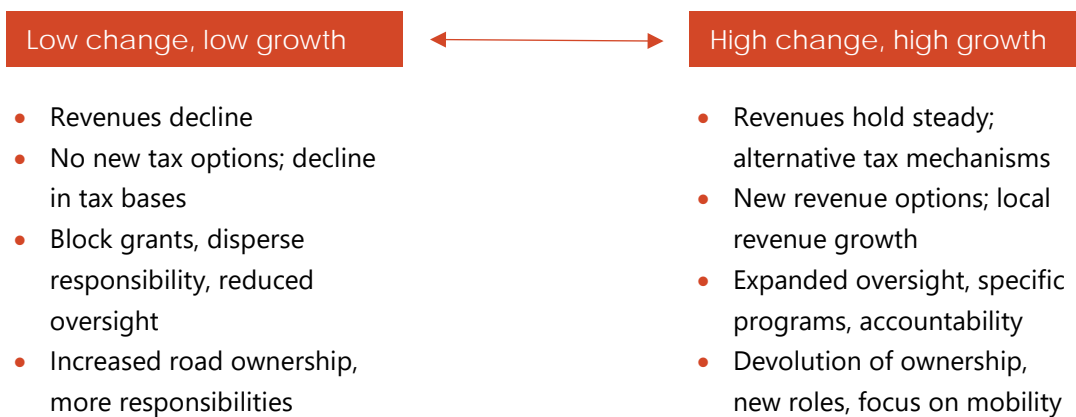 Low change, low growth
Revenues decline
No new tax options; decline
in tax bases
Block grants, disperse
responsibility, reduced
oversight
Increased road ownership,
more responsibilities
High change, high growth
Revenues hold steady;
alternative tax mechanisms
New revenue options; local
revenue growth
Expanded oversight, specific
programs, accountability
Devolution of ownership,
new roles, focus on mobility